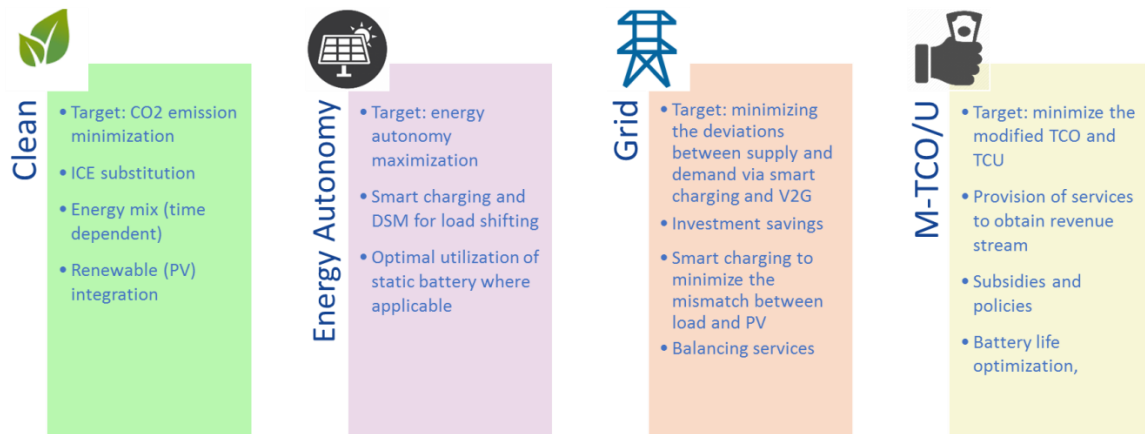 Clean
• Target: CO2 emission
minimization
• ICE substitution
• Energy mix (time
dependent)
• Renewable (PV)
integration
Energy Autonomy
• Target: energy
autonomy
maximization
• Smart charging and
DSM for load shifting
• Optimal utilization of
static battery where
applicable
Grid
• Target: minimizing
the deviations
between supply and
demand via smart
charging and V2G
• Investment savings
• Smart charging to
minimize the
mismatch between
load and PV
• Balancing services
M-TCO/U
• Target: minimize the
modified TCO and
TCU
• Provision of services
to obtain revenue
stream
• Subsidies and
policies
• Battery life
optimization,